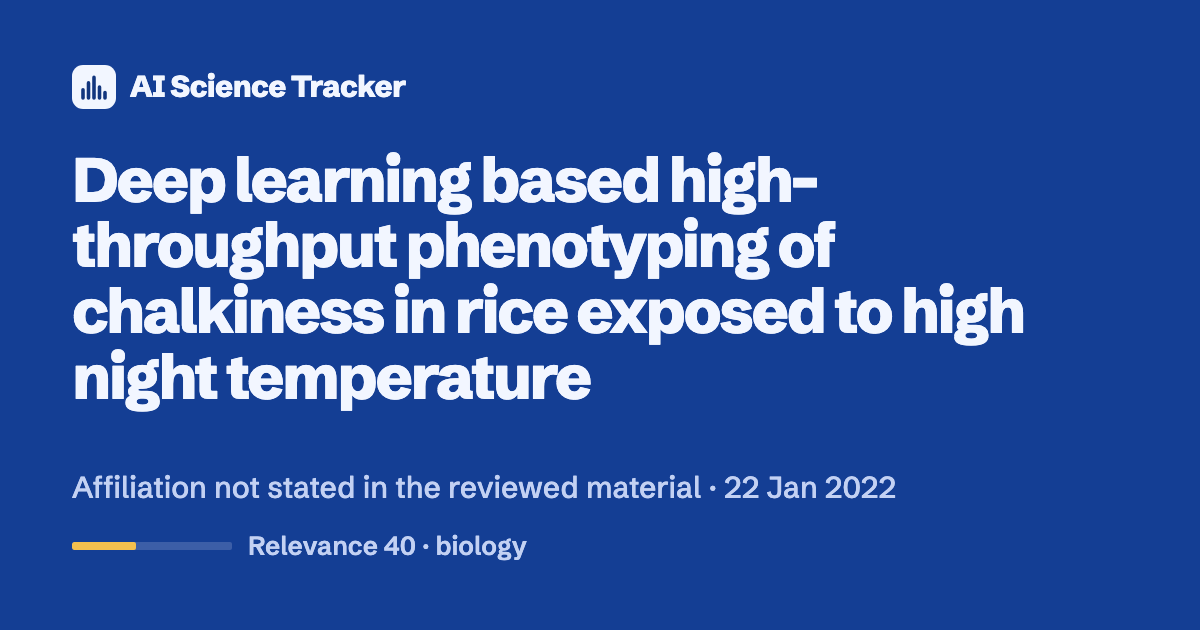 AI Science Tracker
Deep learning based high-
throughput phenotyping of
chalkiness in rice exposed to high
night temperature
Affiliation not stated in the reviewed material · 22 Jan 2022
Relevance 40 · biology